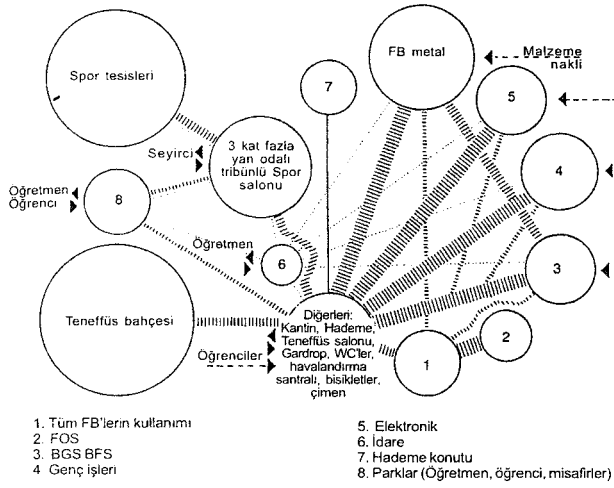 Spor tesisleri
FB metal
Malzeme
nakli
7
5
3 kat fazla
yan odalı
tribünlü Spor
salonu
Seyirci
4
Öğretmen
Öğrenci
8
Öğretmen
6
3
Teneffüs bahçesi
Diğerleri:
Kantin, Hademe,
Teneffüs salonu,
Gardrop, WC'ler,
havalandırma
santralı, bisikletler,
çimen
Öğrenciler
1
2
1. Tüm FB'lerin kullanımı
2. FOS
3. BGS BFS
4 Genç işleri
5. Elektronik
6. İdare
7. Hademe konutu
8. Parklar (Öğretmen, öğrenci, misafirler)